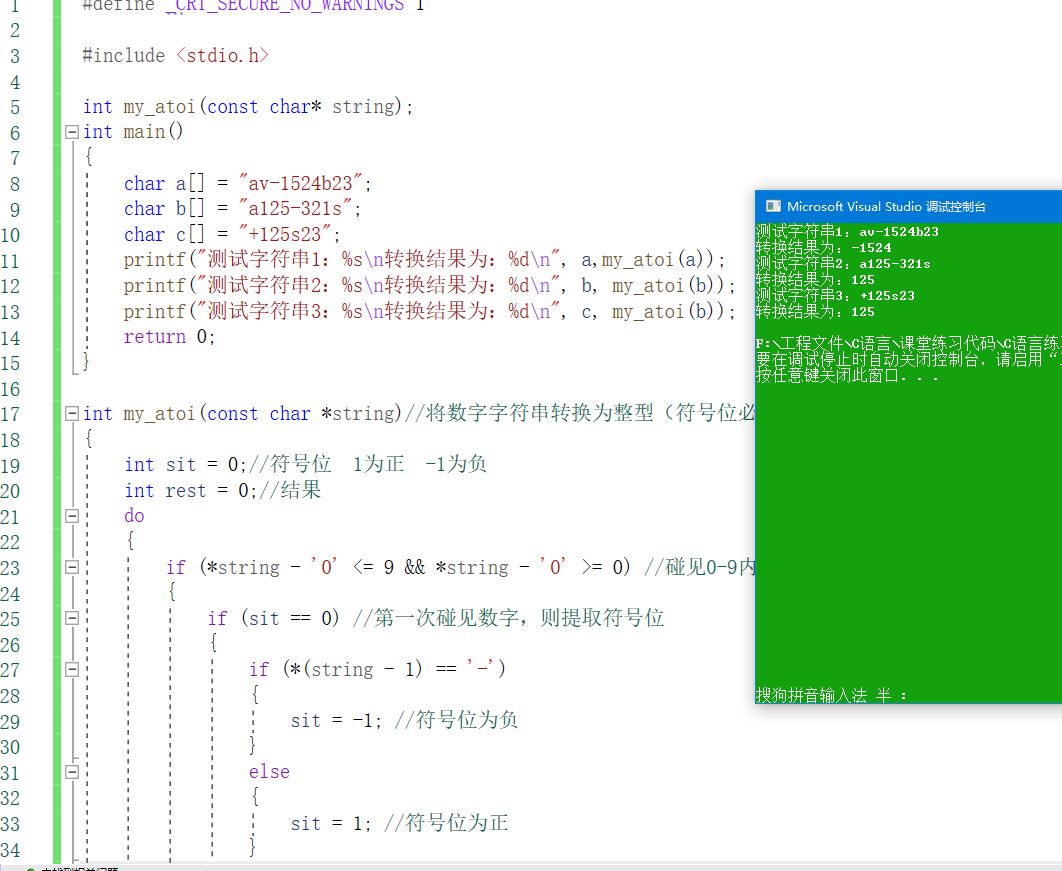 #define _CRT_SECURE_NO_WARNINGS 1
#include <stdio.h>
int my_atoi(const char* string);
int main()
{
char a[] = "av-1524b23";
char b[] = "a125-321s";
char c[] = "+125s23";
printf("测试字符串1：%s\n转换结果为：%d\n", a,my_atoi(a));
printf("测试字符串2：%s\n转换结果为：%d\n", b, my_atoi(b));
printf("测试字符串3：%s\n转换结果为：%d\n", c, my_atoi(b));
return 0;
}
int my_atoi(const char *string)//将数字字符串转换为整型（符号位必
{
int sit = 0;//符号位  1为正  -1为负
int rest = 0;//结果
do
{
if (*string - '0' <= 9 && *string - '0' >= 0) //碰见0-9内
{
if (sit == 0) //第一次碰见数字，则提取符号位
{
if (*(string - 1) == '-')
{
sit = -1; //符号位为负
}
else
{
sit = 1; //符号位为正
}
Microsoft Visual Studio 调试控制台
测试字符串1：av-1524b23
转换结果为：-1524
测试字符串2：a125-321s
转换结果为：125
测试字符串3：+125s23
转换结果为：125
F:\工程文件\C语言\课堂练习代码\C语言练
要在调试停止时自动关闭控制台，请启用“
按任意键关闭此窗口. . .
搜狗拼音输入法 半 ：
1
2
3
4
5
6
7
8
9
10
11
12
13
14
15
16
17
18
19
20
21
22
23
24
25
26
27
28
29
30
31
32
33
34